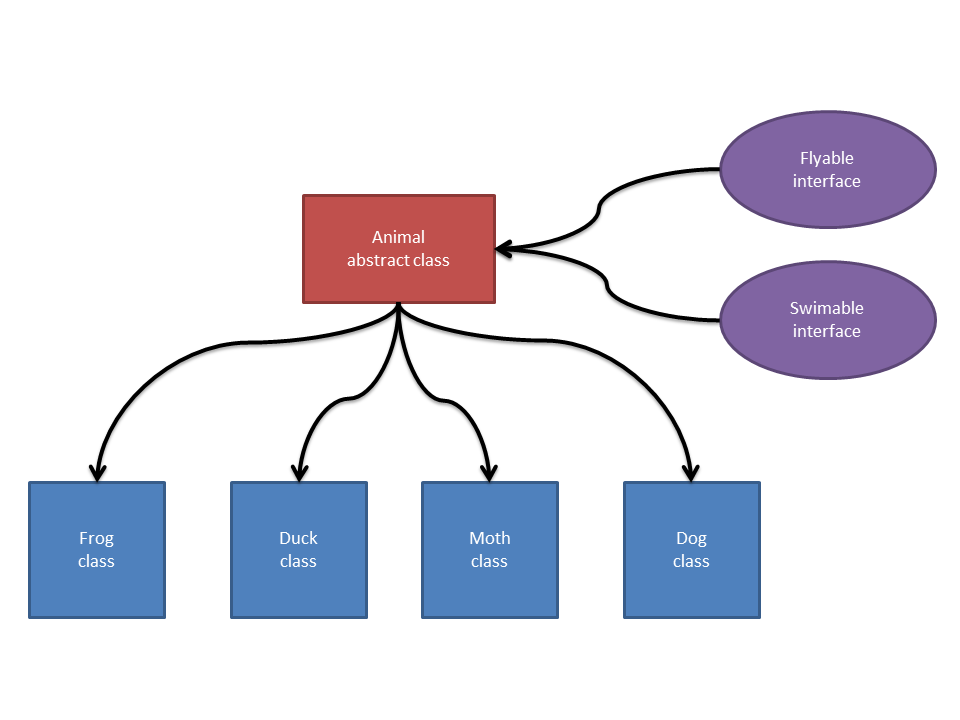 Flyable
interface
Animal
abstract class
Swimable
interface
Frog
class
Duck
class
Moth
class
Dog
class